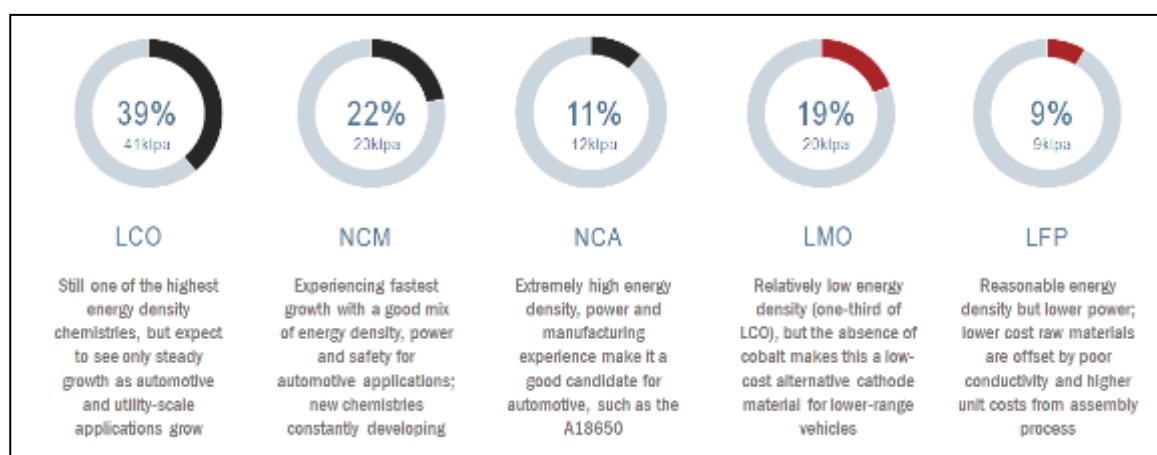 39%
41ktpa
22%
23ktpa
11%
12ktpa
19%
20ktpa
9%
9ktpa
LCO
Still one of the highest
energy density
chemistries, but expect
to see only steady
growth as automotive
and utility-scale
applications grow
NCM
Experiencing fastest
growth with a good mix
of energy density, power
and safety for
automotive applications;
new chemistries
constantly developing
NCA
Extremely high energy
density, power and
manufacturing
experience make it a
good candidate for
automotive, such as the
A18650
LMO
Relatively low energy
density (one-third of
LCO), but the absence of
cobalt makes this a low-
cost alternative cathode
material for lower-range
vehicles
LFP
Reasonable energy
density but lower power;
lower cost raw materials
are offset by poor
conductivity and higher
unit costs from assembly
process